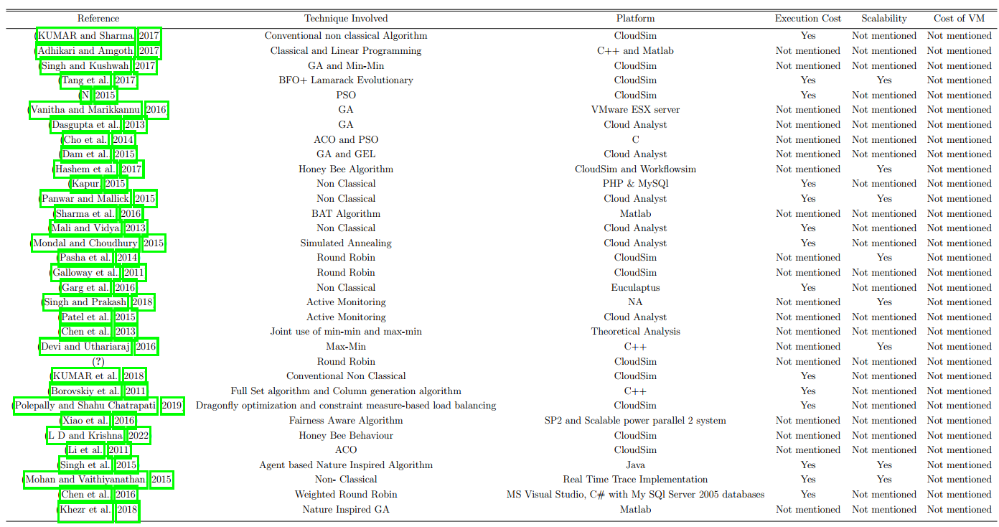 Reference Technique Involved Platform Execution Cost Scalability Cost of VM
(KUMAR and Sharma, 2017 Conventional non classical Algorithm CloudSim Yes Not mentioned Not mentioned
(Adhikari and Amgoth, 2017 Classical and Linear Programming C++ and Matlab Not mentioned Not mentioned Not mentioned
(Singh and Kushwah, 2017 GA and Min-Min CloudSim Not mentioned Not mentioned Not mentioned
(Tang et al., 2017) BFO+ Lamarack Evolutionary CloudSim Yes Yes Not mentioned
(N, 2015 PSO CloudSim Yes Not mentioned Not mentioned
(Vanitha and Marikkannu, 2016) GA VMware ESX server Not mentioned Not mentioned Not mentioned
(Dasgupta et al., 2013 GA Cloud Analyst Not mentioned Not mentioned Not mentioned
(Cho et al., 2014 ACO and PSO C Not mentioned Not mentioned Not mentioned
(Dam et al., 2015 GA and GEL Cloud Analyst Not mentioned Not mentioned Not mentioned
(Hashem et al., 2017 Honey Bee Algorithm CloudSim and Workflowsim Not mentioned Yes Not mentioned
(Kapur, 2015 Non Classical PHP & MySQl Yes Not mentioned Not mentioned
(Panwar and Mallick, 2015 Non Classical Cloud Analyst Yes Yes Not mentioned
(Sharma et al., 2016 BAT Algorithm Matlab Not mentioned Not mentioned Not mentioned
(Mali and Vidya, 2013 Non Classical Cloud Analyst Yes Not mentioned Not mentioned
(Mondal and Choudhury, 2015 Simulated Annealing Cloud Analyst Yes Not mentioned Not mentioned
(Pasha et al., 2014 Round Robin CloudSim Not mentioned Yes Not mentioned
(Galloway et al., 2011 Round Robin CloudSim Not mentioned Not mentioned Not mentioned
(Garg et al., 2016 Non Classical Euculaptus Yes Not mentioned Not mentioned
(Singh and Prakash, 2018 Active Monitoring NA Not mentioned Yes Not mentioned
(Patel et al., 2015 Active Monitoring Cloud Analyst Not mentioned Not mentioned Not mentioned
(Chen et al., 2013 Joint use of min-min and max-min Theoretical Analysis Not mentioned Not mentioned Not mentioned
(Devi and Uthariaraj, 2016 Max-Min C++ Not mentioned Yes Not mentioned
(?) Round Robin CloudSim Not mentioned Not mentioned Not mentioned
(KUMAR et al., 2018 Conventional Non Classical CloudSim Yes Not mentioned Not mentioned
(Borovskiy et al., 2011 Full Set algorithm and Column generation algorithm C++ Yes Not mentioned Not mentioned
(Polepally and Shahu Chatrapati, 2019) Dragonfly optimization and constraint measure-based load balancing CloudSim Yes Not mentioned Not mentioned
(Xiao et al., 2016 Fairness Aware Algorithm SP2 and Scalable power parallel 2 system Not mentioned Not mentioned Not mentioned
(L D and Krishna, 2022 Honey Bee Behaviour CloudSim Not mentioned Not mentioned Not mentioned
(Li et al., 2011 ACO CloudSim Not mentioned Not mentioned Not mentioned
(Singh et al., 2015 Agent based Nature Inspired Algorithm Java Yes Yes Not mentioned
(Mohan and Vaithiyanathan, 2015 Non- Classical Real Time Trace Implementation Yes Yes Not mentioned
(Chen et al., 2016 Weighted Round Robin MS Visual Studio, C# with My SQl Server 2005 databases Yes Not mentioned Not mentioned
(Khezr et al., 2018 Nature Inspired GA Matlab Not mentioned Not mentioned Not mentioned